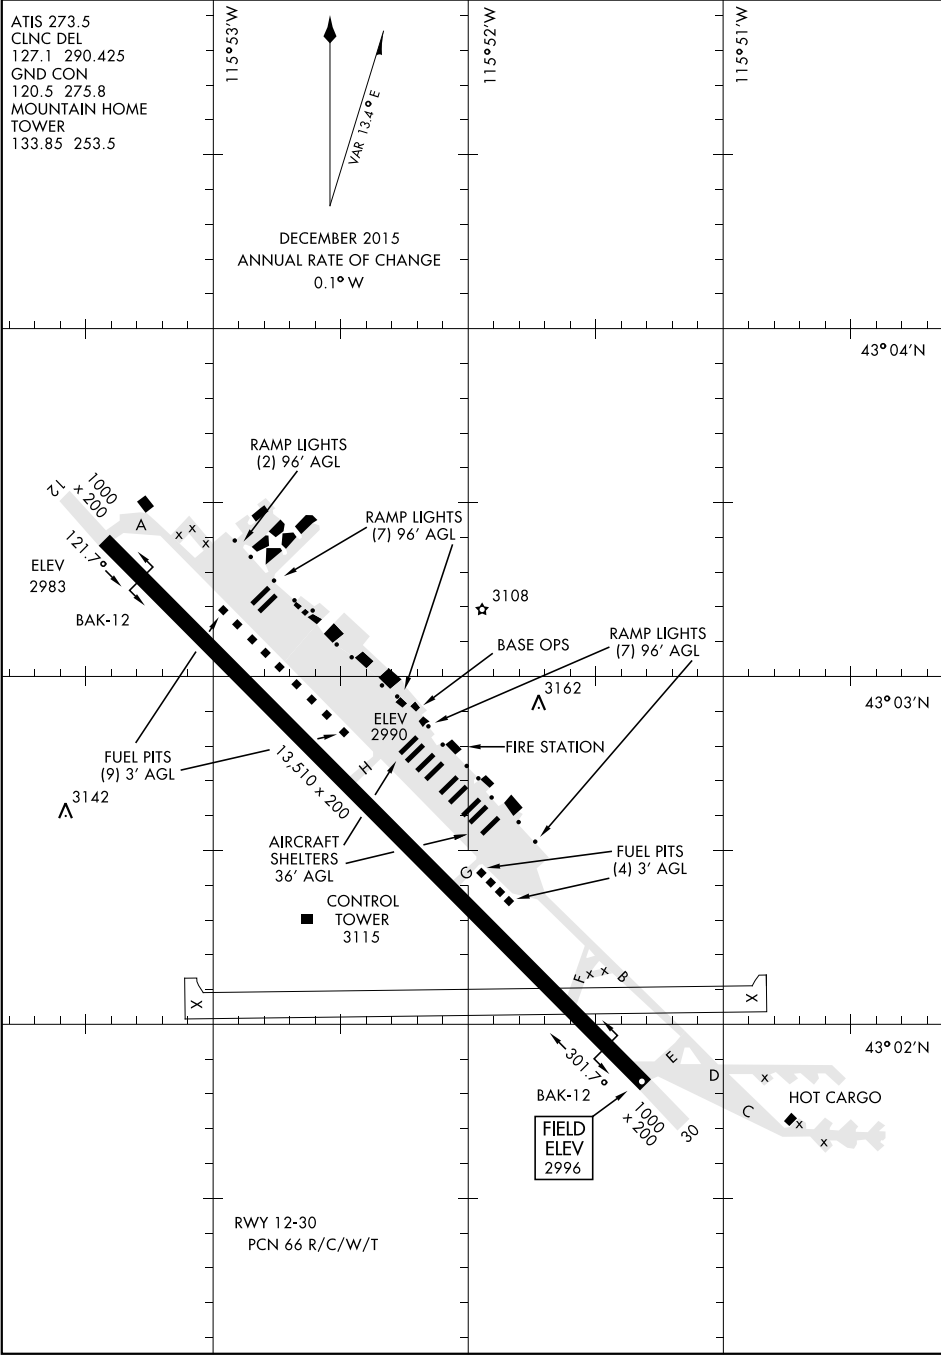 ATIS 273.5
CLNC DEL
127.1 290.425
GND CON
120.5 275.8
MOUNTAIN HOME
TOWER
133.85 253.5
115°53'W
115°52'W
115°51'W
VAR 13.4° E
DECEMBER 2015
ANNUAL RATE OF CHANGE
0.1° W
43° 04'N
RAMP LIGHTS
(2) 96' AGL
12
1000
x 200
A
x
x
x
RAMP LIGHTS
(7) 96' AGL
121.7°
ELEV
2983
BAK-12
3108
RAMP LIGHTS
(7) 96' AGL
BASE OPS
3162
43° 03'N
ELEV
2990
FIRE STATION
FUEL PITS
(9) 3' AGL
H
13,510 x 200
3142
AIRCRAFT
SHELTERS
36' AGL
G
FUEL PITS
(4) 3' AGL
CONTROL
TOWER
3115
F
x
x
B
X
X
43° 02'N
E
301.7°
D
x
BAK-12
C
HOT CARGO
x
x
1000
x 200
30
FIELD
ELEV
2996
RWY 12-30
PCN 66 R/C/W/T